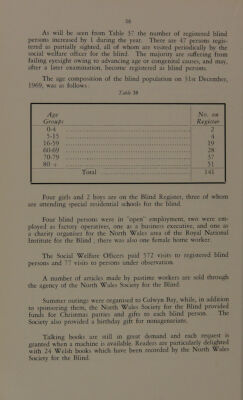 58
As will be seen from Table 37 the number of registered blind
persons increased by 1 during the year. There are 47 persons regis-
tered as partially sighted, all of whom are visited periodically by the
social welfare officer for the blind. The majority are suffering from
failing eyesight owing to advancing age or congenital causes, and may,
after a later examination, become registered as blind persons.
The age composition of the blind population on 31st December,
1969, was as follows:
Table 38
Age Groups No. on Register
0-4 2
5-15 4
16-59 19
60-69 28
70-79 37
80 + 51
Total 141
Four girls and 2 boys are on the Blind Register, three of whom
are attending special residential schools for the blind.
Four blind persons were in "open" employment, two were em-
ployed as factory operatives, one as a business executive, and one as
a charity organiser for the North Wales area of the Royal National
Institute for the Blind; there was also one female home worker.
The Social Welfare Officers paid 572 visits to registered blind
persons and 77 visits to persons under observation.
A number of articles made by pastime workers are sold through
the agency of the North Wales Society for the Blind.
Summer outings were organised to Colwyn Bay, while, in addition
to sponsoring them, the North Wales Society for the Blind provided
funds for Christmas parties and gifts to each blind person. The
Society also provided a birthday gift for nonagenarians.
Talking books are still in great demand and each request is
granted when a machine is available. Readers are particularly delighted
with 24 Welsh books which have been recorded by the North Wales
Society for the Blind.